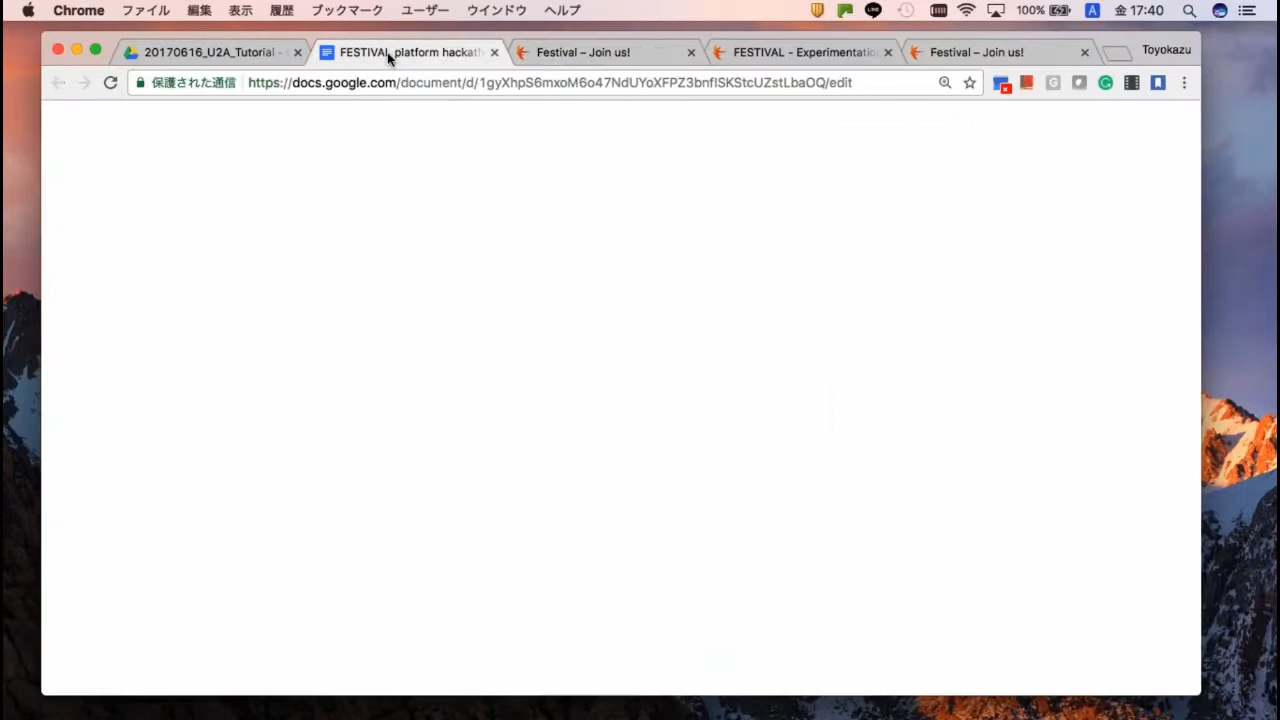 Chrome ファイル 編集 表示 履歴 ブックマーク ユーザー ウインドウ ヘルプ LINE 100% A 金 17:40
20170616_U2A_Tutorial - FESTIVAL platform hackath Festival – Join us! FESTIVAL - Experimentatio Festival – Join us! Toyokazu
保護された通信 https://docs.google.com/document/d/